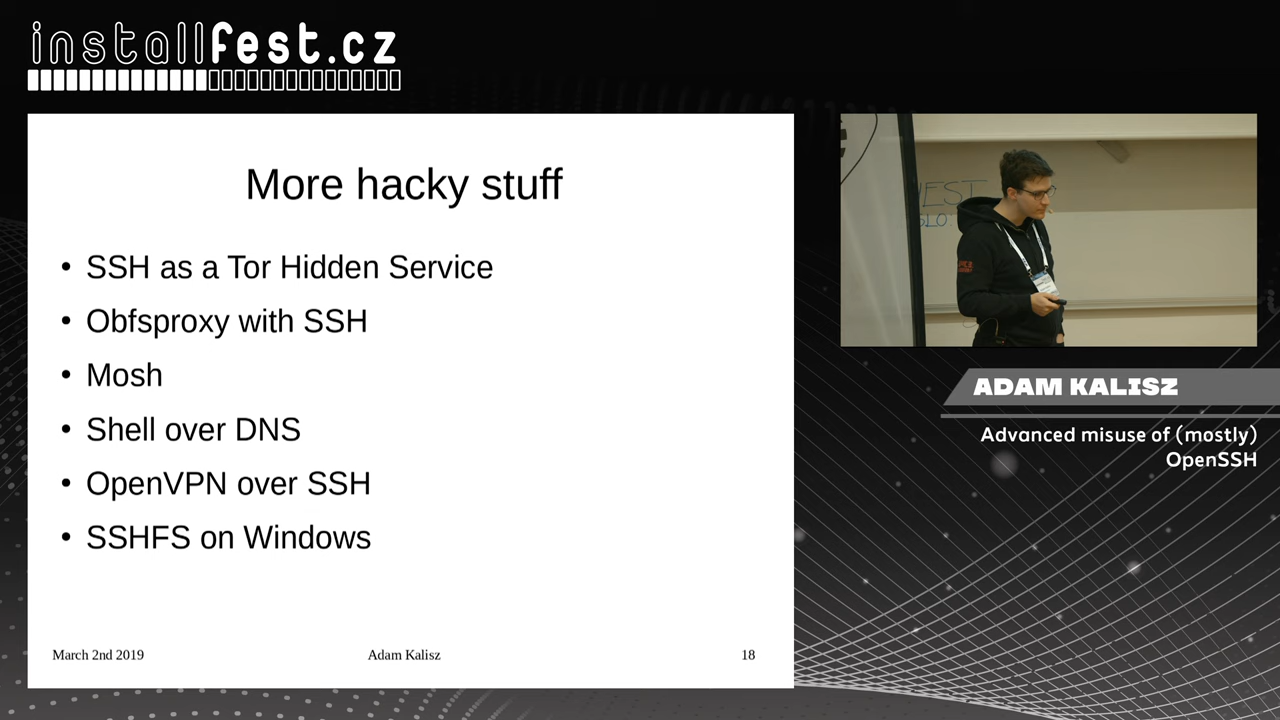 installfest.cz
More hacky stuff
• SSH as a Tor Hidden Service
• Obfsproxy with SSH
• Mosh
• Shell over DNS
• OpenVPN over SSH
• SSHFS on Windows
March 2nd 2019 Adam Kalisz 18
ADAM KALISZ
Advanced misuse of (mostly)
OpenSSH